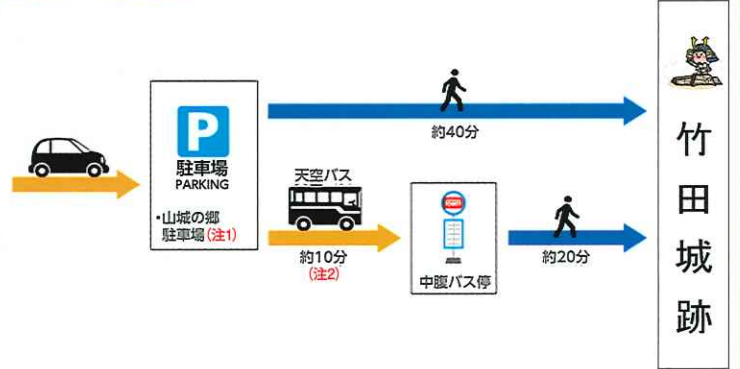 P
駐車場
PARKING
・山城の郷
駐車場(注1)
約40分
天空バス
約10分
(注2)
中腹バス停
約20分
竹田城跡